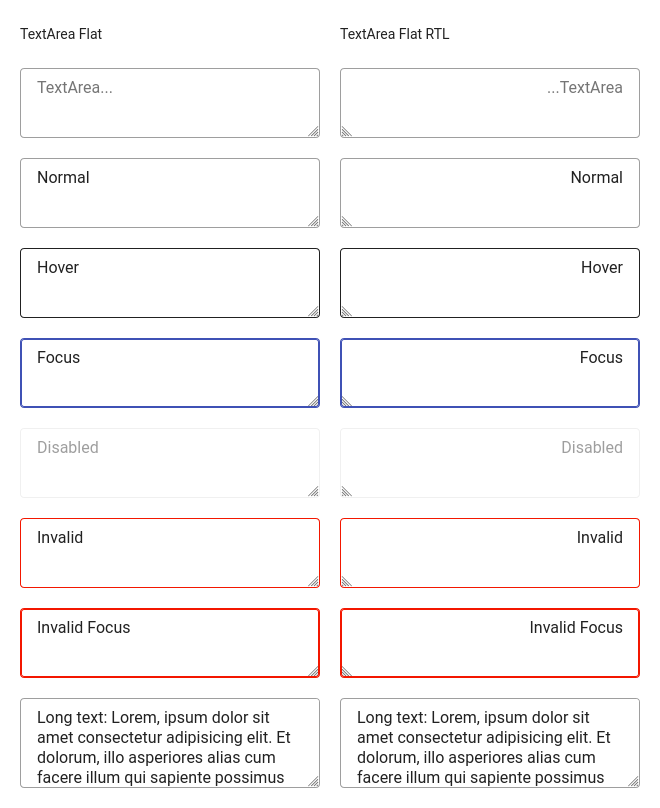 TextArea Flat
TextArea Flat RTL
TextArea...
...TextArea
Normal
Normal
Hover
Hover
Focus
Focus
Disabled
Disabled
Invalid
Invalid
Invalid Focus
Invalid Focus
Long text: Lorem, ipsum dolor sit
amet consectetur adipisicing elit. Et
dolorum, illo asperiores alias cum
facere illum qui sapiente possimus
Long text: Lorem, ipsum dolor sit
amet consectetur adipisicing elit. Et
dolorum, illo asperiores alias cum
facere illum qui sapiente possimus